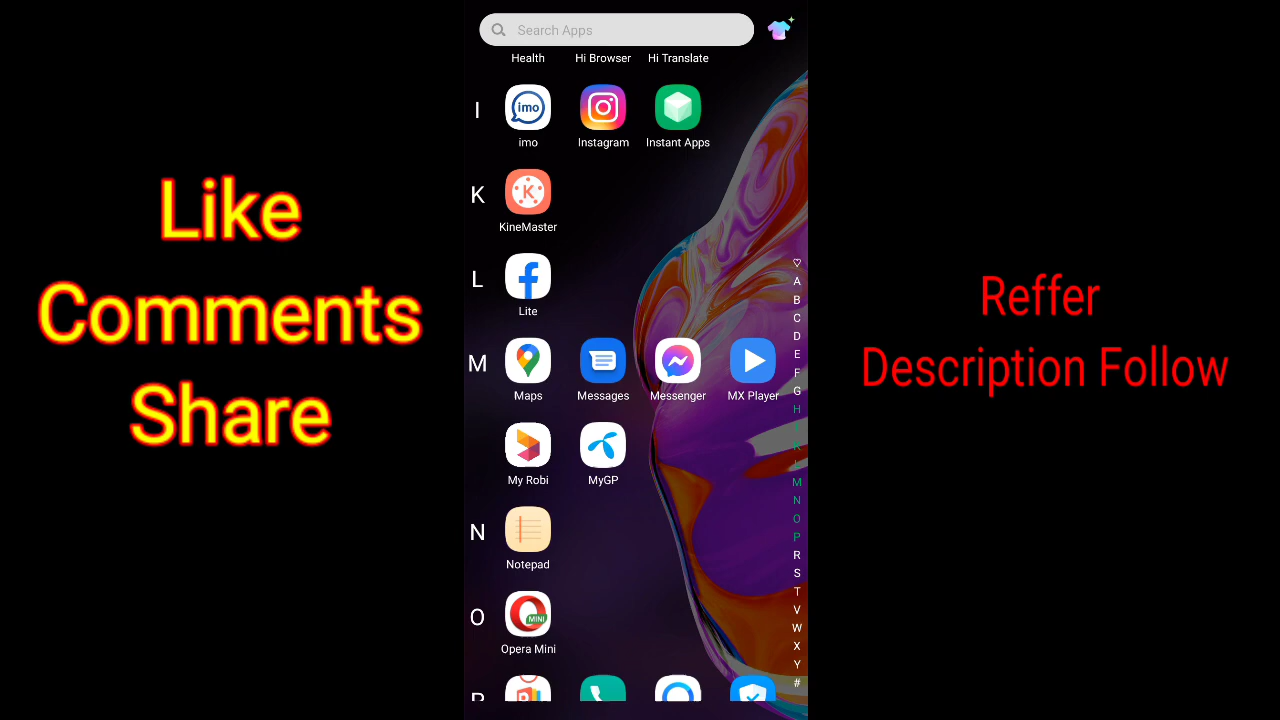 Like
Comments
Share
Search Apps
Health Hi Browser Hi Translate
I
imo
imo Instagram Instant Apps
K
K
KineMaster
L
Lite
M
Maps Messages Messenger MX Player
My Robi MyGP
N
Notepad
O
MINI
Opera Mini
♡
A
B
C
D
E
F
G
H
K
M
N
O
P
R
S
T
V
W
X
Y
#
Reffer
Description Follow